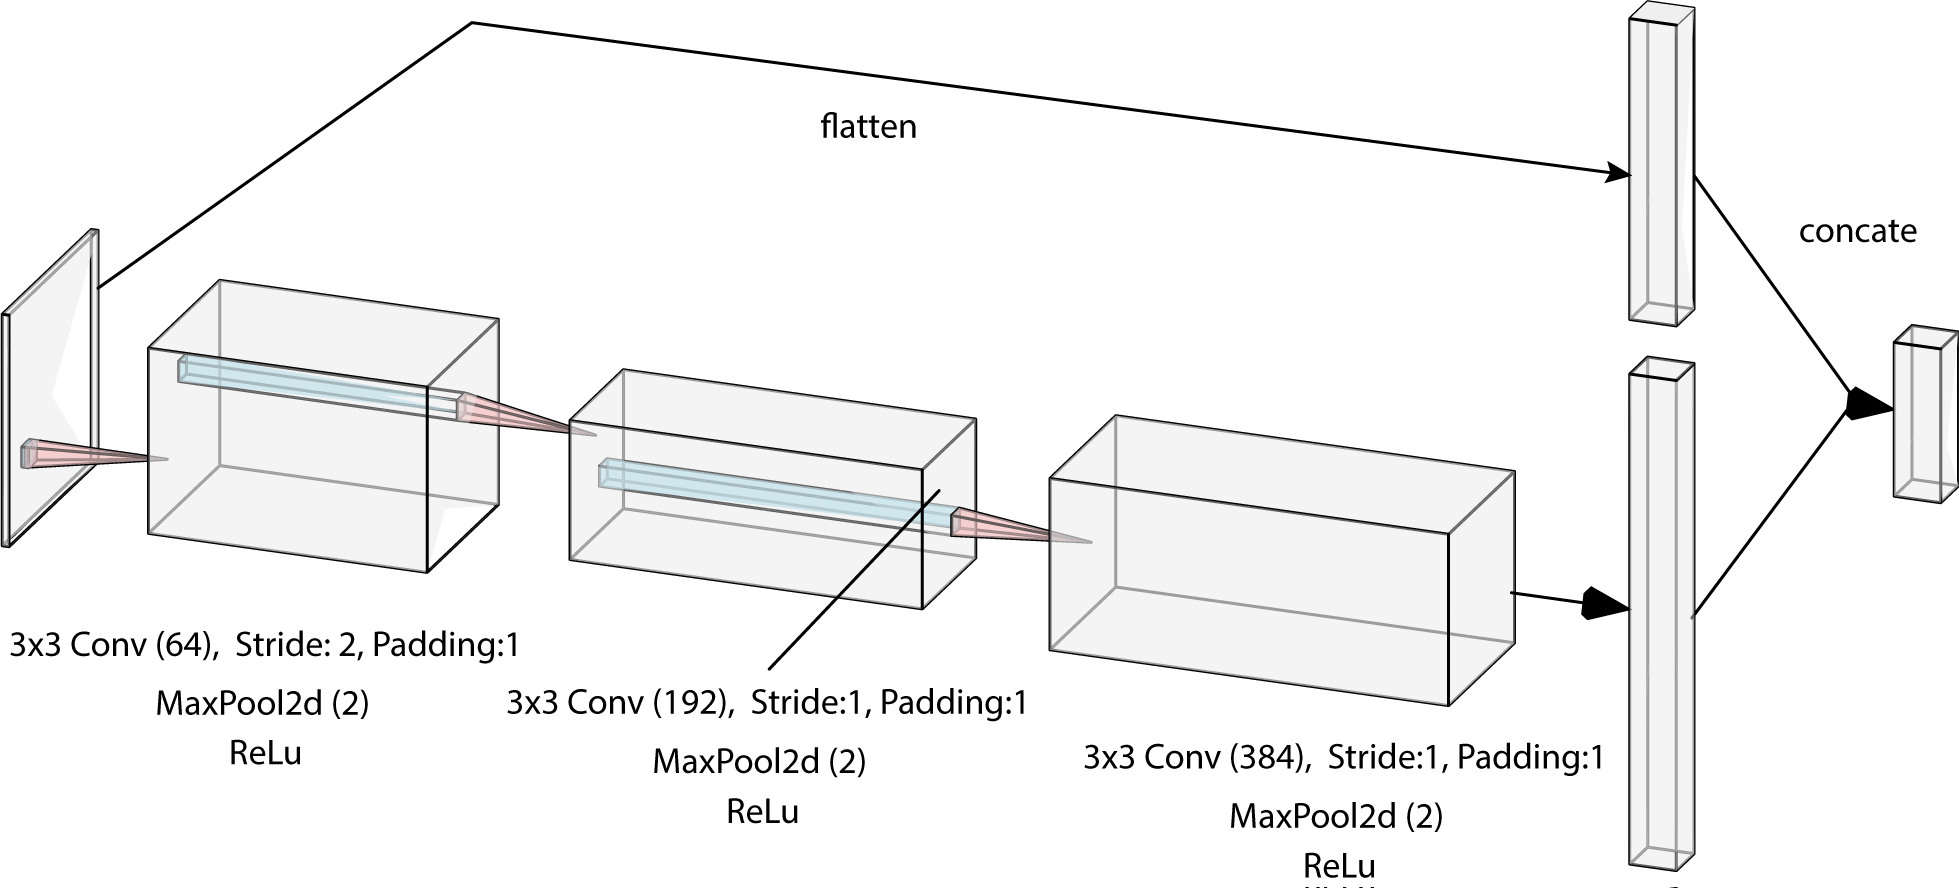 flatten
concate
3x3 Conv (64), Stride: 2, Padding:1
MaxPool2d (2)
ReLu
3x3 Conv (192), Stride:1, Padding:1
MaxPool2d (2)
ReLu
3x3 Conv (384), Stride:1, Padding:1
MaxPool2d (2)
ReLu